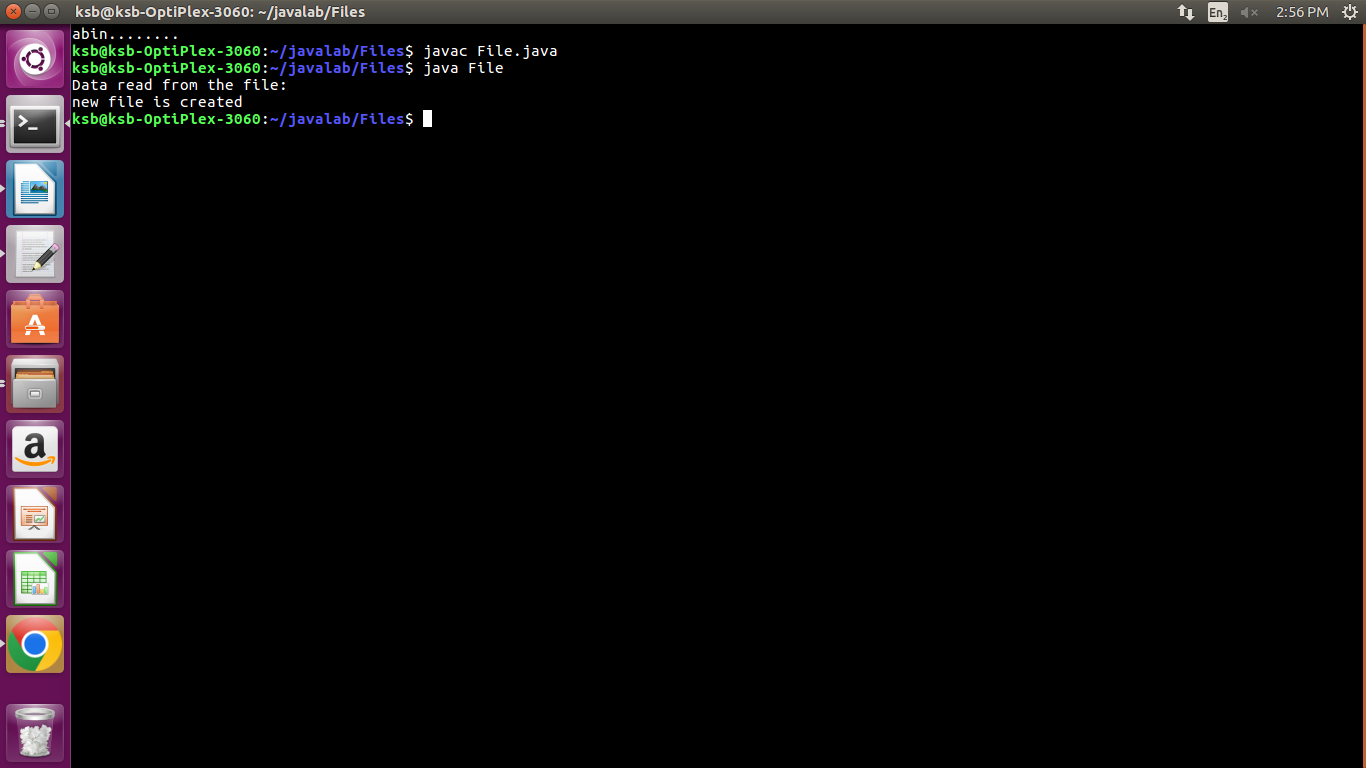 ksb@ksb-OptiPlex-3060: ~/javalab/Files
En2
2:56 PM
abin........
ksb@ksb-OptiPlex-3060:~/javalab/Files$ javac File.java
ksb@ksb-OptiPlex-3060:~/javalab/Files$ java File
Data read from the file:
new file is created
ksb@ksb-OptiPlex-3060:~/javalab/Files$